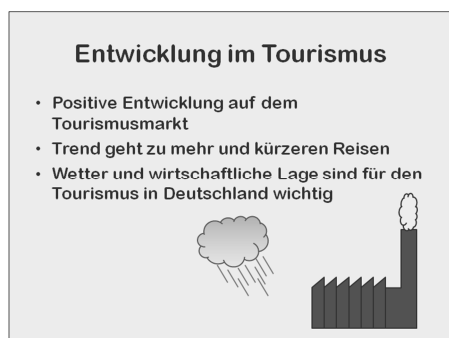 Entwicklung im Tourismus
• Positive Entwicklung auf dem
Tourismusmarkt
• Trend geht zu mehr und kürzeren Reisen
• Wetter und wirtschaftliche Lage sind für den
Tourismus in Deutschland wichtig